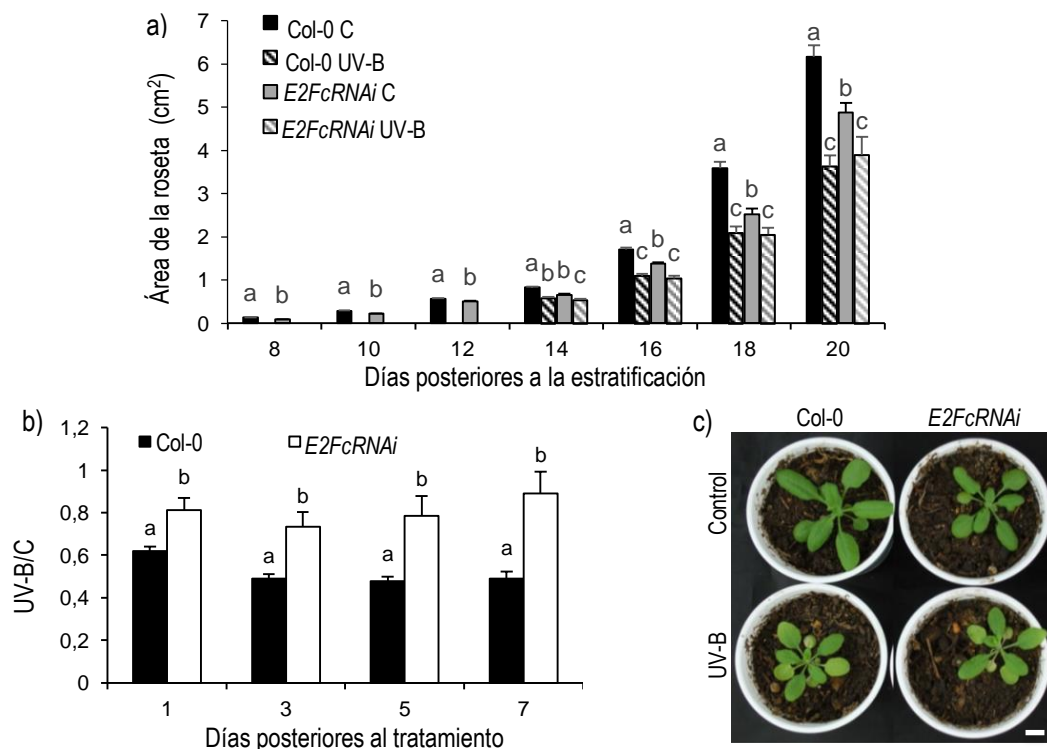 a)
Col-0 C
Col-0 UV-B
E2FcRNAi C
E2FcRNAi UV-B
Área de la roseta (cm²)
7
6
5
4
3
2
1
0
a b
a b
a b
a b b c
a c b c
a c b c
a c b c
8 10 12 14 16 18 20
Días posteriores a la estratificación
b)
Col-0
E2FcRNAi
UV-B/C
1,2
1
0,8
0,6
0,4
0,2
0
a b
a b
a b
a b
1 3 5 7
Días posteriores al tratamiento
c)
Col-0 E2FcRNAi
Control
UV-B